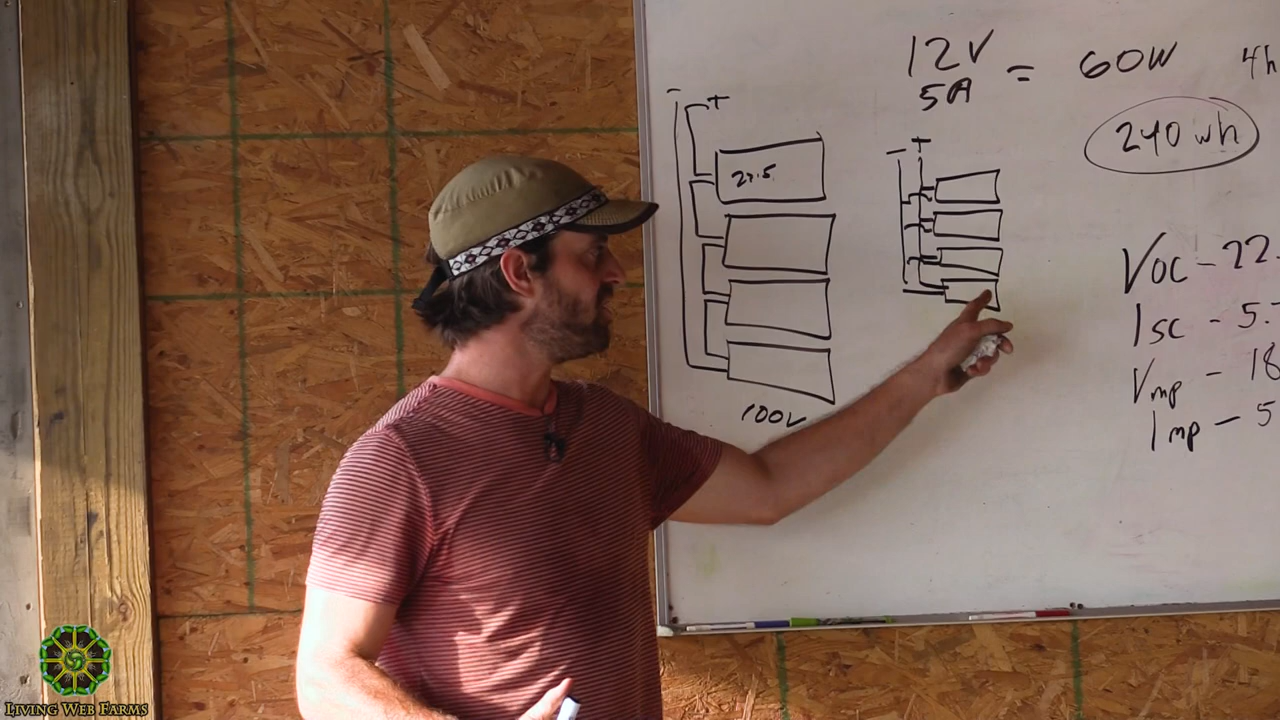 12V
5A
= 60W 4h
240 wh
- +
22.5
100V
- +
Voc - 22.
Isc - 5.
Vmp - 18
Imp - 5
LIVING WEB FARMS